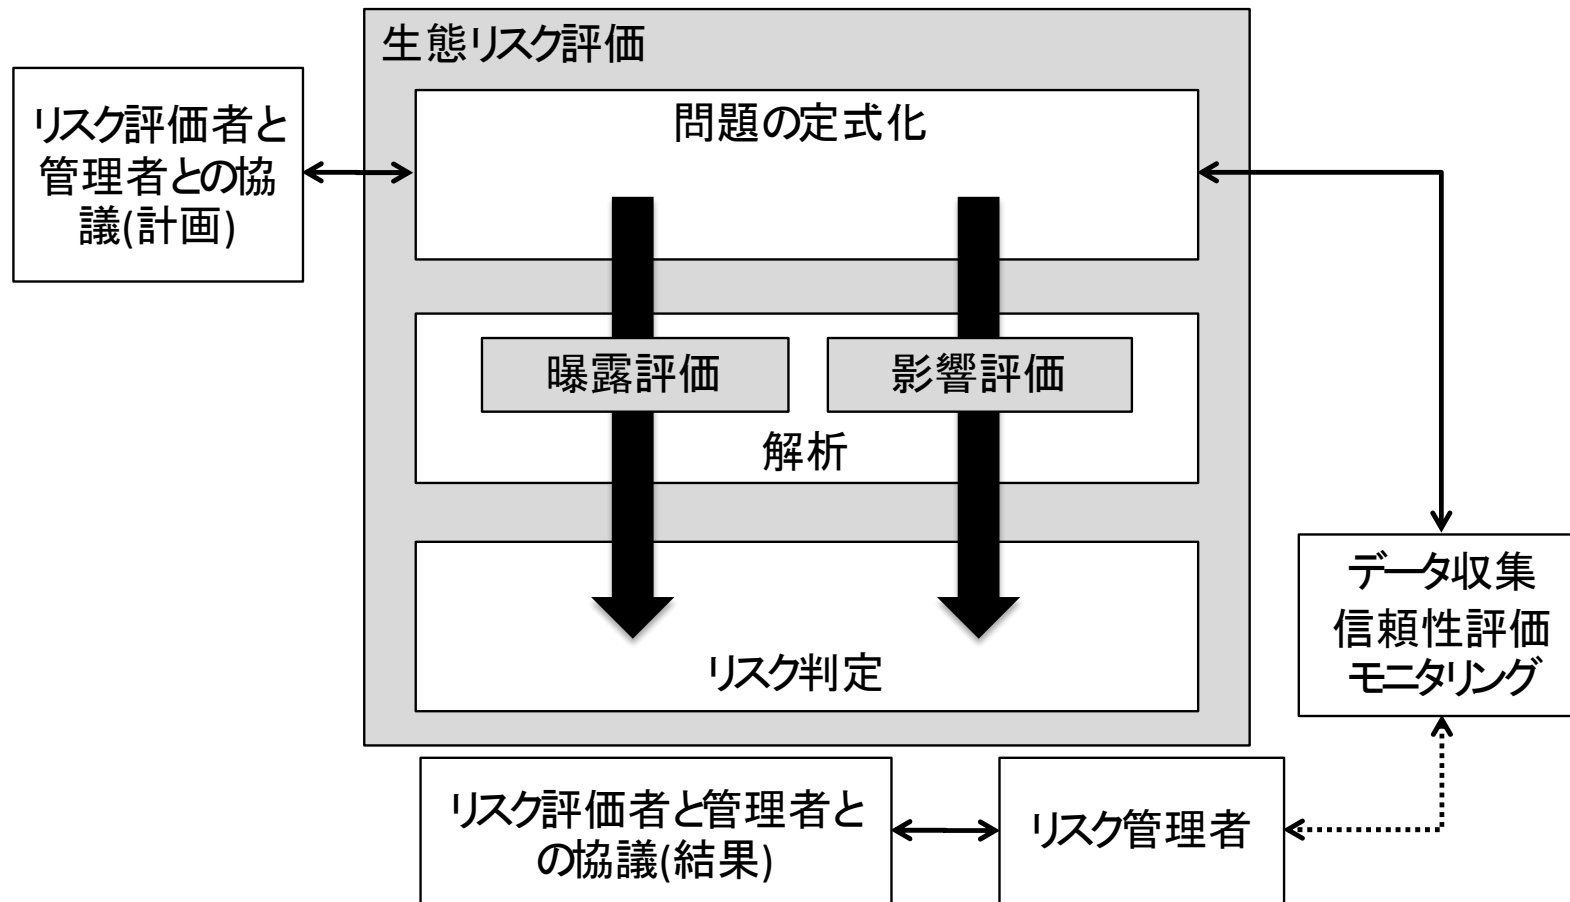 生態リスク評価
リスク評価者と
管理者との協
議(計画)
問題の定式化
曝露評価
影響評価
解析
リスク判定
データ収集
信頼性評価
モニタリング
リスク評価者と管理者と
の協議(結果)
リスク管理者